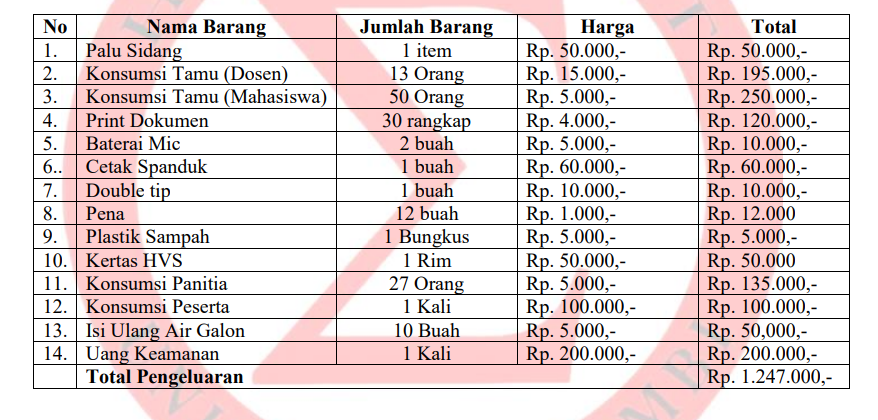 No Nama Barang Jumlah Barang Harga Total
1. Palu Sidang 1 item Rp. 50.000,- Rp. 50.000,-
2. Konsumsi Tamu (Dosen) 13 Orang Rp. 15.000,- Rp. 195.000,-
3. Konsumsi Tamu (Mahasiswa) 50 Orang Rp. 5.000,- Rp. 250.000,-
4. Print Dokumen 30 rangkap Rp. 4.000,- Rp. 120.000,-
5. Baterai Mic 2 buah Rp. 5.000,- Rp. 10.000,-
6.. Cetak Spanduk 1 buah Rp. 60.000,- Rp. 60.000,-
7. Double tip 1 buah Rp. 10.000,- Rp. 10.000,-
8. Pena 12 buah Rp. 1.000,- Rp. 12.000
9. Plastik Sampah 1 Bungkus Rp. 5.000,- Rp. 5.000,-
10. Kertas HVS 1 Rim Rp. 50.000,- Rp. 50.000
11. Konsumsi Panitia 27 Orang Rp. 5.000,- Rp. 135.000,-
12. Konsumsi Peserta 1 Kali Rp. 100.000,- Rp. 100.000,-
13. Isi Ulang Air Galon 10 Buah Rp. 5.000,- Rp. 50,000,-
14. Uang Keamanan 1 Kali Rp. 200.000,- Rp. 200.000,-
Total Pengeluaran Rp. 1.247.000,-